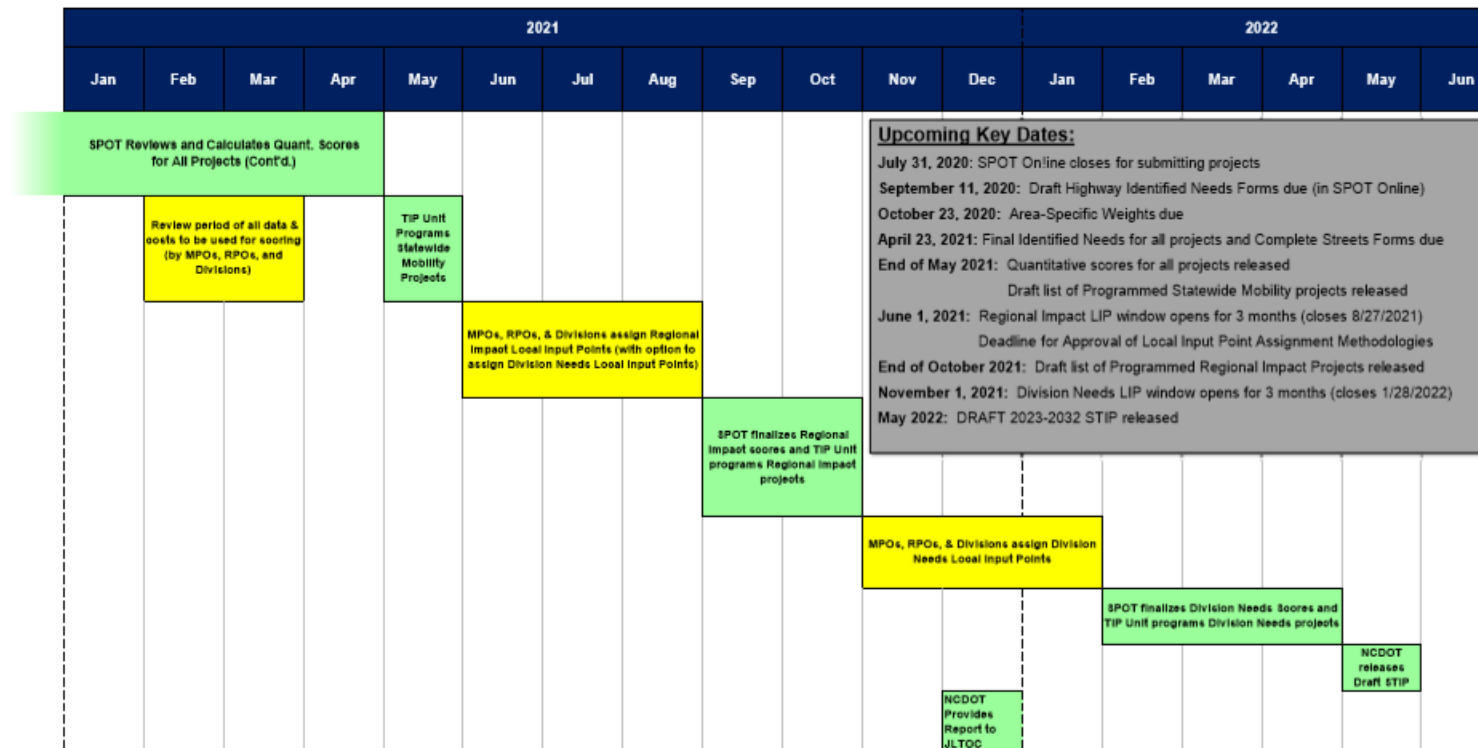 2021
2022
Jan
Feb
Mar
Apr
May
Jun
Jul
Aug
Sep
Oct
Nov
Dec
Jan
Feb
Mar
Apr
May
Jun
SPOT Reviews and Calculates Quant. Scores
for All Projects (Cont'd.)
Review period of all data &
costs to be used for scoring
(by MPOs, RPOs, and
Divisions)
TIP Unit
Programs
Statewide
Mobility
Projects
MPOs, RPOs, & Divisions assign Regional
Impact Local Input Points (with option to
assign Division Needs Local Input Points)
SPOT finalizes Regional
Impact scores and TIP Unit
programs Regional Impact
projects
Upcoming Key Dates:
July 31, 2020: SPOT Online closes for submitting projects
September 11, 2020: Draft Highway Identified Needs Forms due (in SPOT Online)
October 23, 2020: Area-Specific Weights due
April 23, 2021: Final Identified Needs for all projects and Complete Streets Forms due
End of May 2021: Quantitative scores for all projects released
Draft list of Programmed Statewide Mobility projects released
June 1, 2021: Regional Impact LIP window opens for 3 months (closes 8/27/2021)
Deadline for Approval of Local Input Point Assignment Methodologies
End of October 2021: Draft list of Programmed Regional Impact Projects released
November 1, 2021: Division Needs LIP window opens for 3 months (closes 1/28/2022)
May 2022: DRAFT 2023-2032 STIP released
MPOs, RPOs, & Divisions assign Division
Needs Local Input Points
SPOT finalizes Division Needs Scores and
TIP Unit programs Division Needs projects
NCDOT
releases
Draft STIP
NCDOT
Provides
Report to
JLTOC